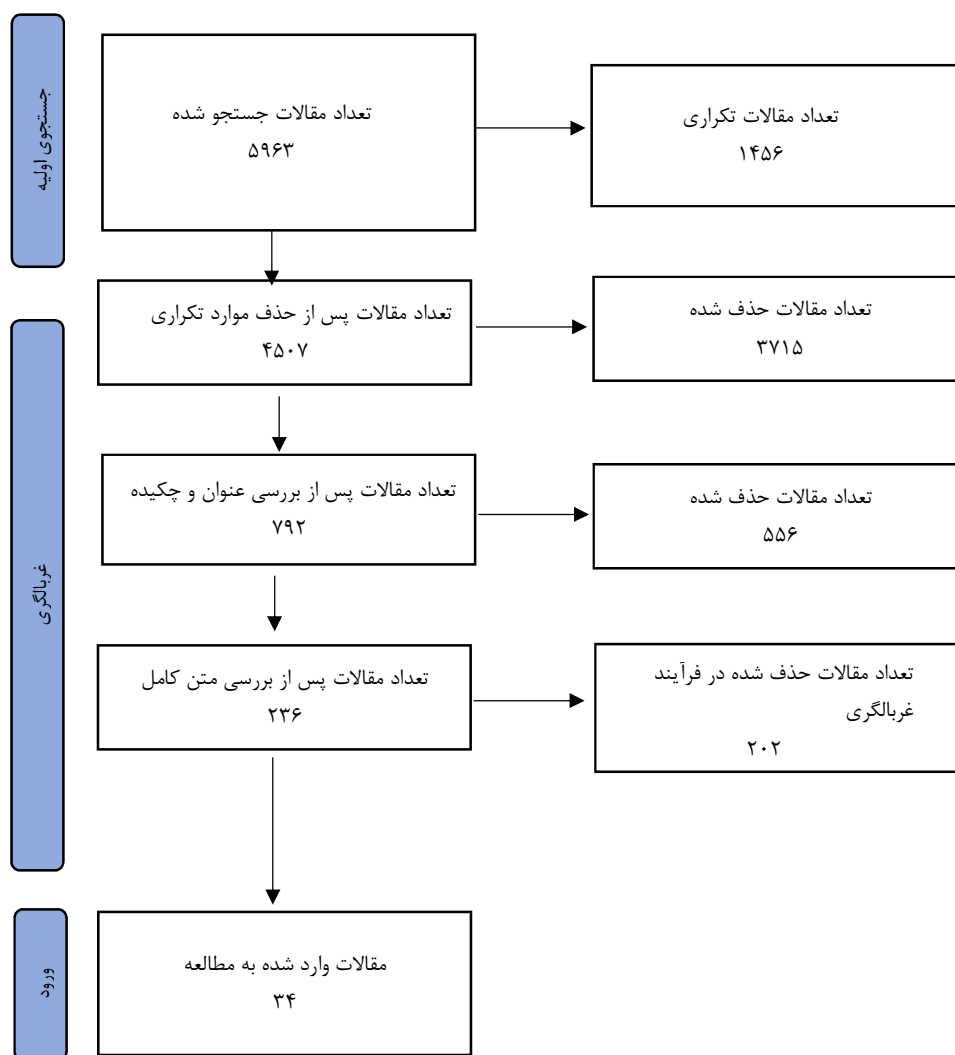 جستجوی اولیه
تعداد مقالات جستجو شده
۵۹۶۳
تعداد مقالات تکراری
۱۴۵۶
غربالگری
تعداد مقالات پس از حذف موارد تکراری
۴۵۰۷
تعداد مقالات حذف شده
۳۷۱۵
تعداد مقالات پس از بررسی عنوان و چکیده
۷۹۲
تعداد مقالات حذف شده
۵۵۶
تعداد مقالات پس از بررسی متن کامل
۲۳۶
تعداد مقالات حذف شده در فرآیند
غربالگری
۲۰۲
ورود
مقالات وارد شده به مطالعه
۳۴